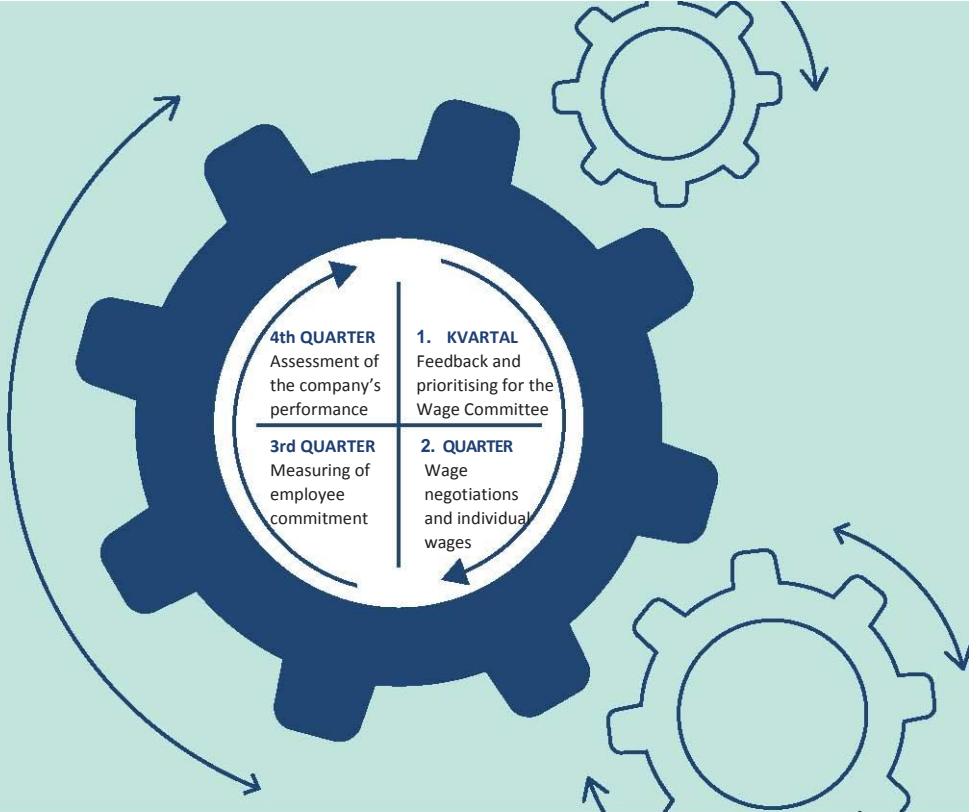 4th QUARTER
Assessment of
the company’s
performance
1. KVARTAL
Feedback and
prioritising for the
Wage Committee
3rd QUARTER
Measuring of
employee
commitment
2. QUARTER
Wage
negotiations
and individual
wages